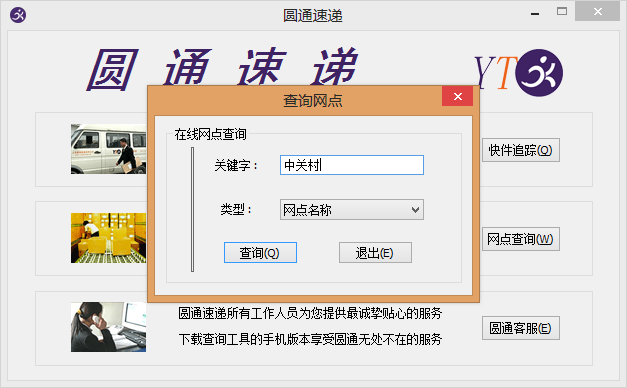 圆通速递
圆通速递
YTO
查询网点
在线网点查询
关键字：
中关村
类型：
网点名称
查询(Q)
退出(E)
快件追踪(Q)
网点查询(W)
圆通速递所有工作人员为您提供最诚挚贴心的服务
下载查询工具的手机版本享受圆通无处不在的服务
圆通客服(E)